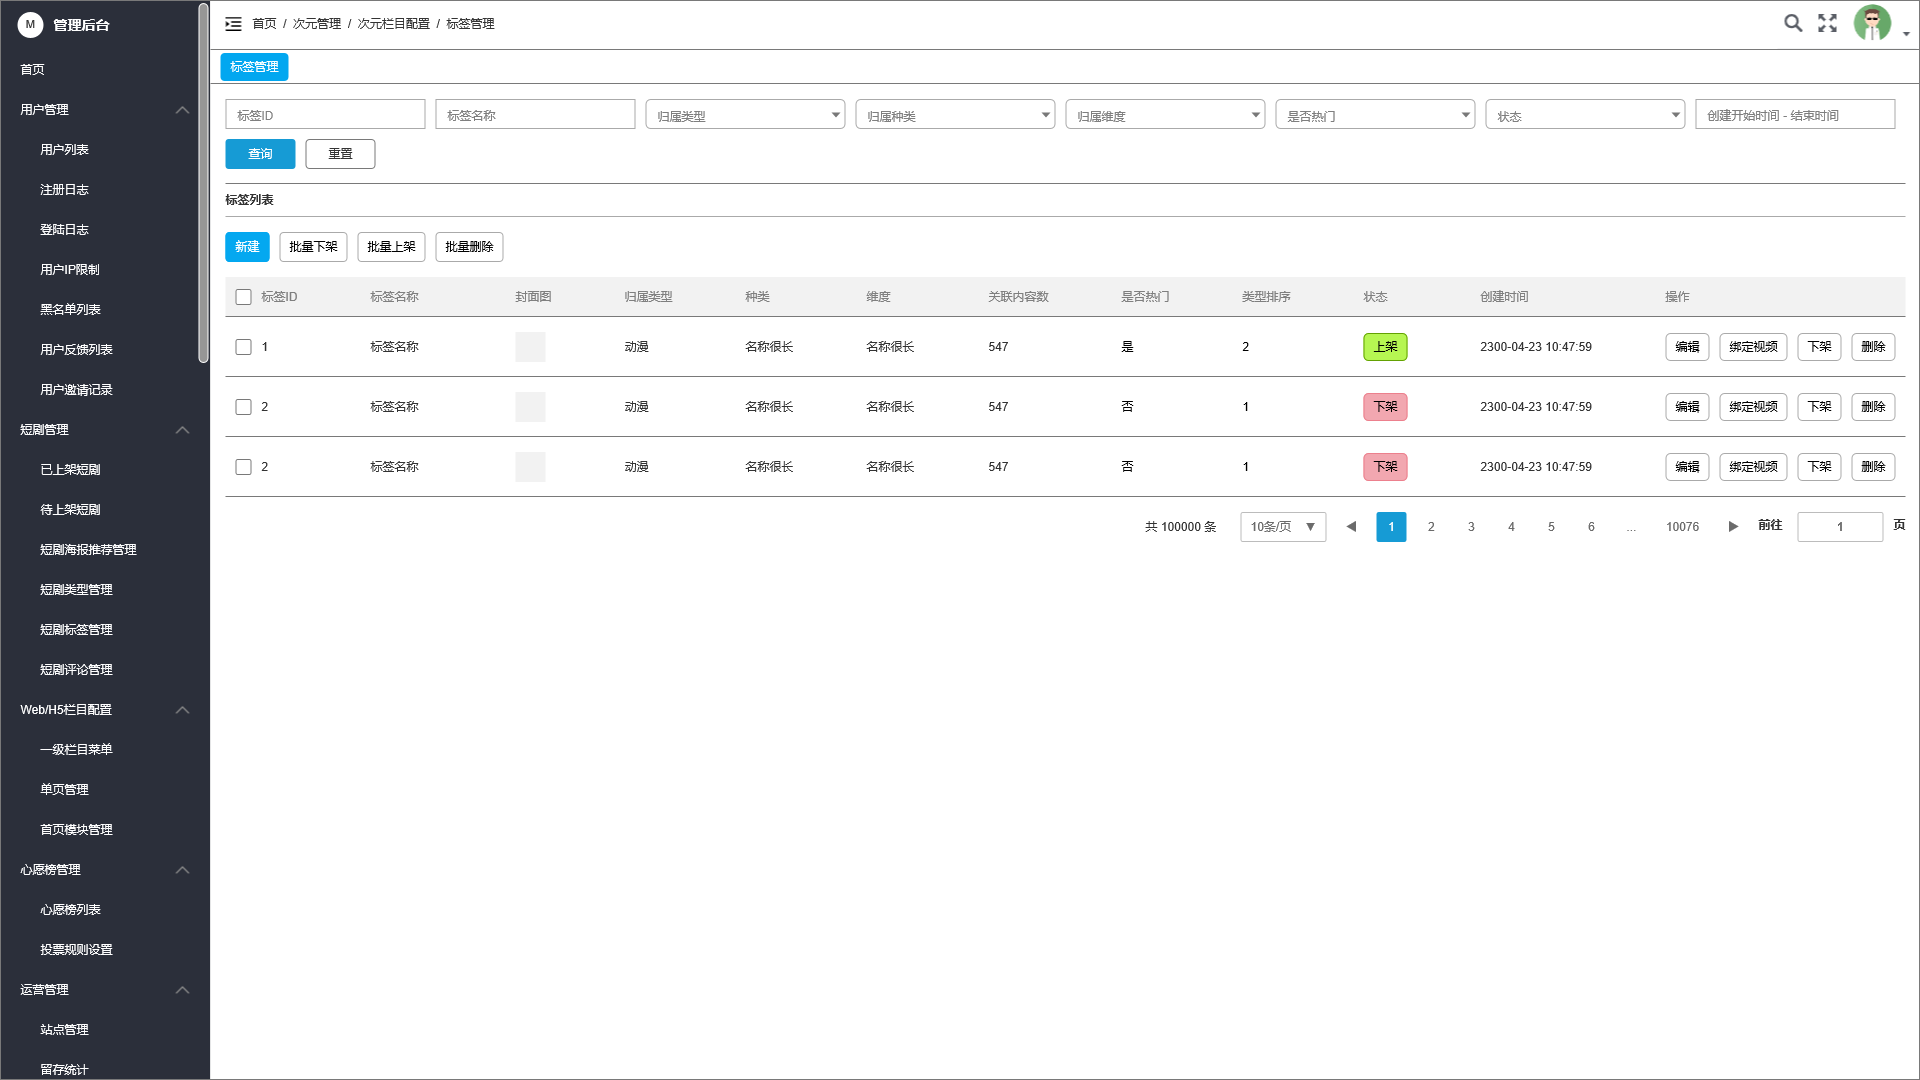 M 管理后台
首页
用户管理
用户列表
注册日志
登陆日志
用户IP限制
黑名单列表
用户反馈列表
用户邀请记录
短剧管理
已上架短剧
待上架短剧
短剧海报推荐管理
短剧类型管理
短剧标签管理
短剧评论管理
Web/H5栏目配置
一级栏目菜单
单页管理
首页模块管理
心愿榜管理
心愿榜列表
投票规则设置
运营管理
站点管理
留存统计
首页 / 次元管理 / 次元栏目配置 / 标签管理
标签管理
标签ID 标签名称 归属类型 归属种类 归属维度 是否热门 状态 创建开始时间 - 结束时间
查询 重置
标签列表
新建 批量下架 批量上架 批量删除
标签ID 标签名称 封面图 归属类型 种类 维度 关联内容数 是否热门 类型排序 状态 创建时间 操作
1 标签名称 动漫 名称很长 名称很长 547 是 2 上架 2300-04-23 10:47:59 编辑 绑定视频 下架 删除
2 标签名称 动漫 名称很长 名称很长 547 否 1 下架 2300-04-23 10:47:59 编辑 绑定视频 下架 删除
2 标签名称 动漫 名称很长 名称很长 547 否 1 下架 2300-04-23 10:47:59 编辑 绑定视频 下架 删除
共 100000 条 10条/页 1 2 3 4 5 6 ... 10076 前往 1 页